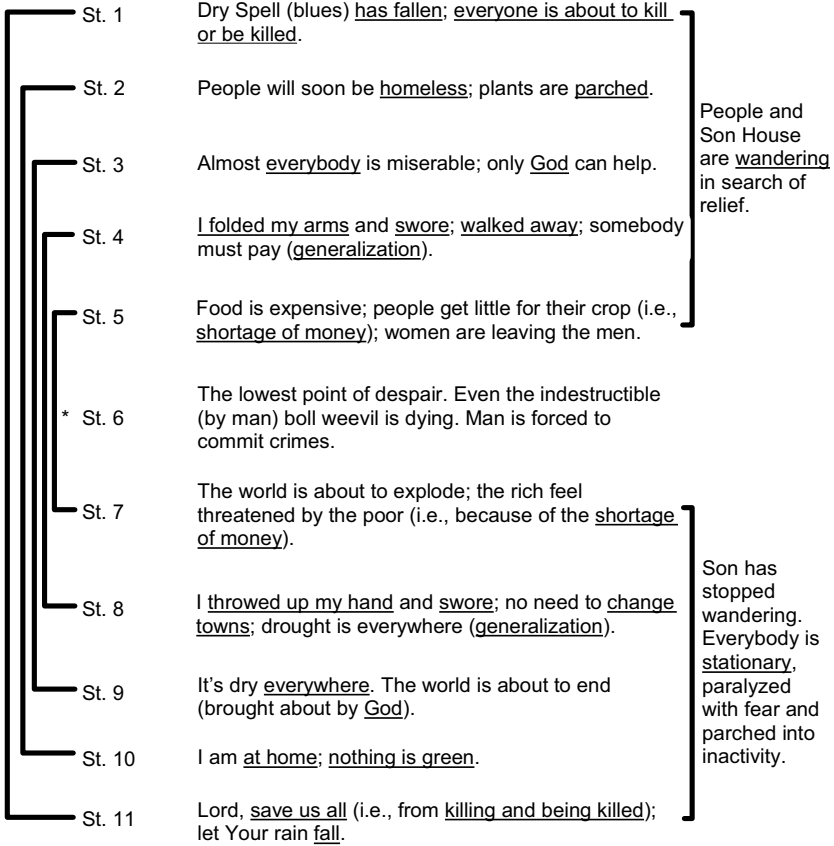 St. 1
Dry Spell (blues) has fallen; everyone is about to kill
or be killed.
St. 2
People will soon be homeless; plants are parched.
St. 3
Almost everybody is miserable; only God can help.
St. 4
I folded my arms and swore; walked away; somebody
must pay (generalization).
St. 5
Food is expensive; people get little for their crop (i.e.,
shortage of money); women are leaving the men.
People and
Son House
are wandering
in search of
relief.
* St. 6
The lowest point of despair. Even the indestructible
(by man) boll weevil is dying. Man is forced to
commit crimes.
St. 7
The world is about to explode; the rich feel
threatened by the poor (i.e., because of the shortage
of money).
St. 8
I throwed up my hand and swore; no need to change
towns; drought is everywhere (generalization).
St. 9
It's dry everywhere. The world is about to end
(brought about by God).
St. 10
I am at home; nothing is green.
St. 11
Lord, save us all (i.e., from killing and being killed);
let Your rain fall.
Son has
stopped
wandering.
Everybody is
stationary,
paralyzed
with fear and
parched into
inactivity.